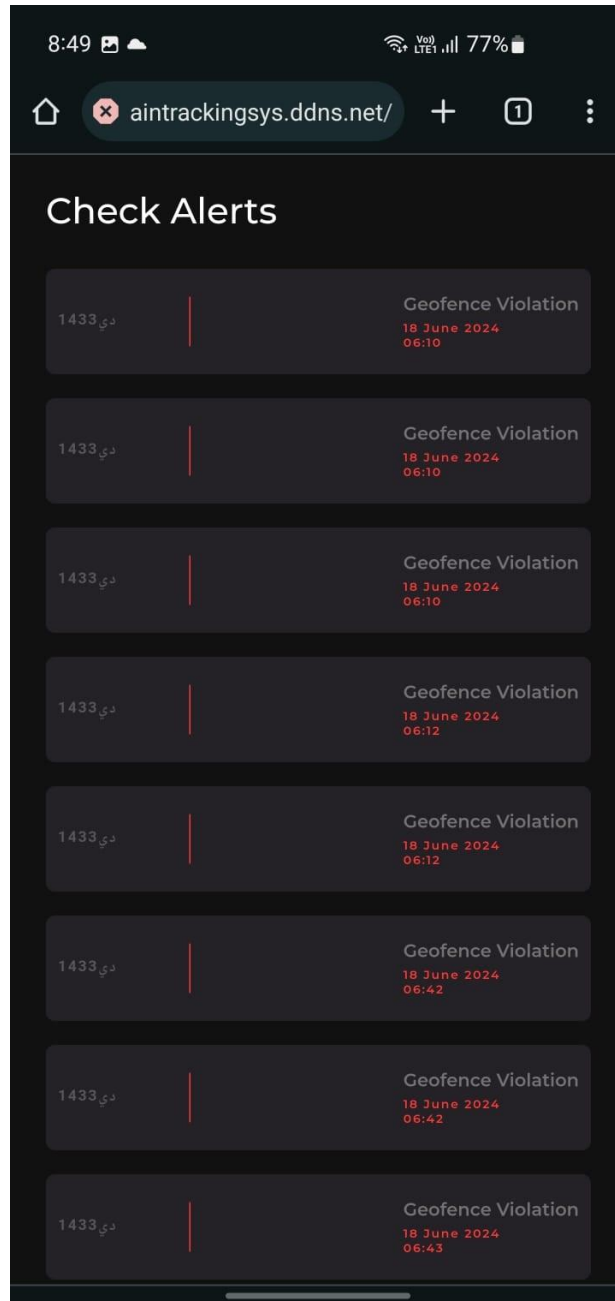 8:49 Vo)) LTE1 77%
aintrackingsys.ddns.net/ 1
Check Alerts
دي1433
Geofence Violation
18 June 2024
06:10
دي1433
Geofence Violation
18 June 2024
06:10
دي1433
Geofence Violation
18 June 2024
06:10
دي1433
Geofence Violation
18 June 2024
06:12
دي1433
Geofence Violation
18 June 2024
06:12
دي1433
Geofence Violation
18 June 2024
06:42
دي1433
Geofence Violation
18 June 2024
06:42
دي1433
Geofence Violation
18 June 2024
06:43